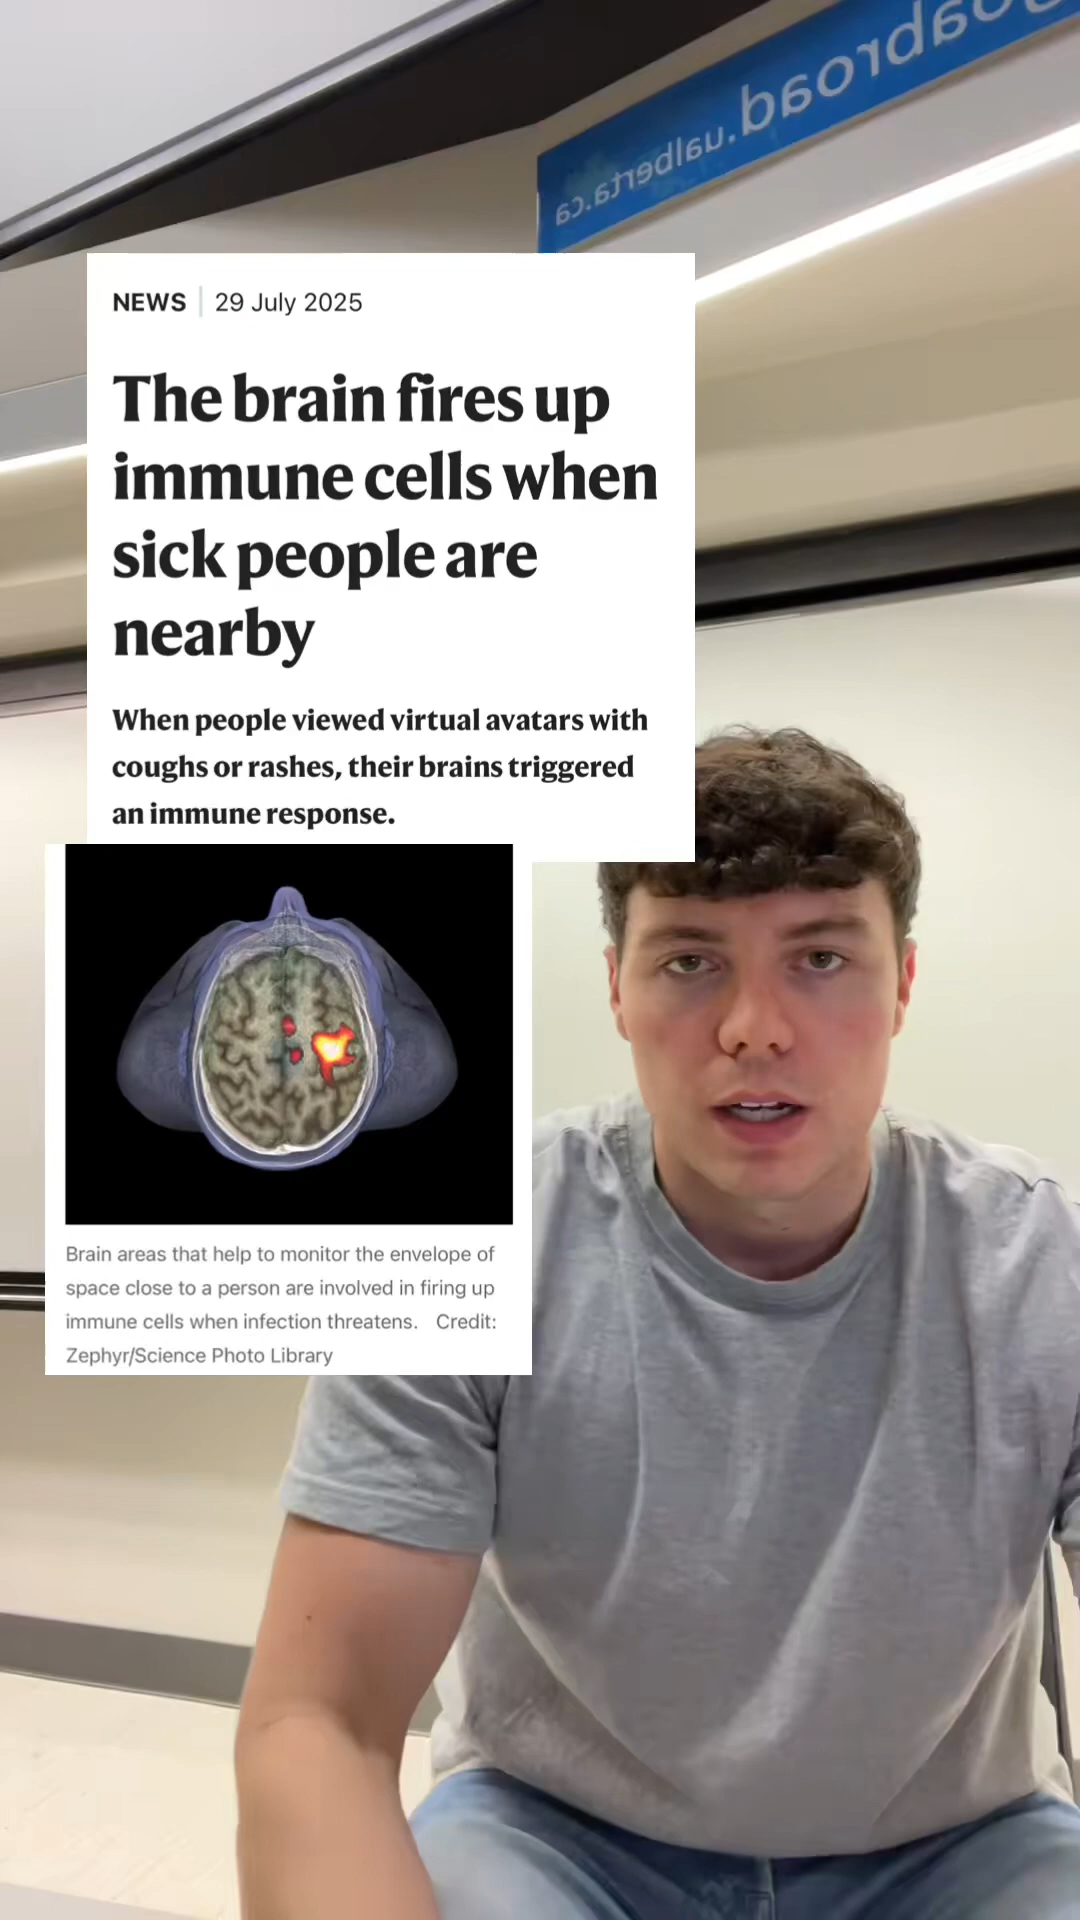 goabroad
.ualberta.ca
NEWS | 29 July 2025
The brain fires up
immune cells when
sick people are
nearby
When people viewed virtual avatars with
coughs or rashes, their brains triggered
an immune response.
Brain areas that help to monitor the envelope of
space close to a person are involved in firing up
immune cells when infection threatens. Credit:
Zephyr/Science Photo Library